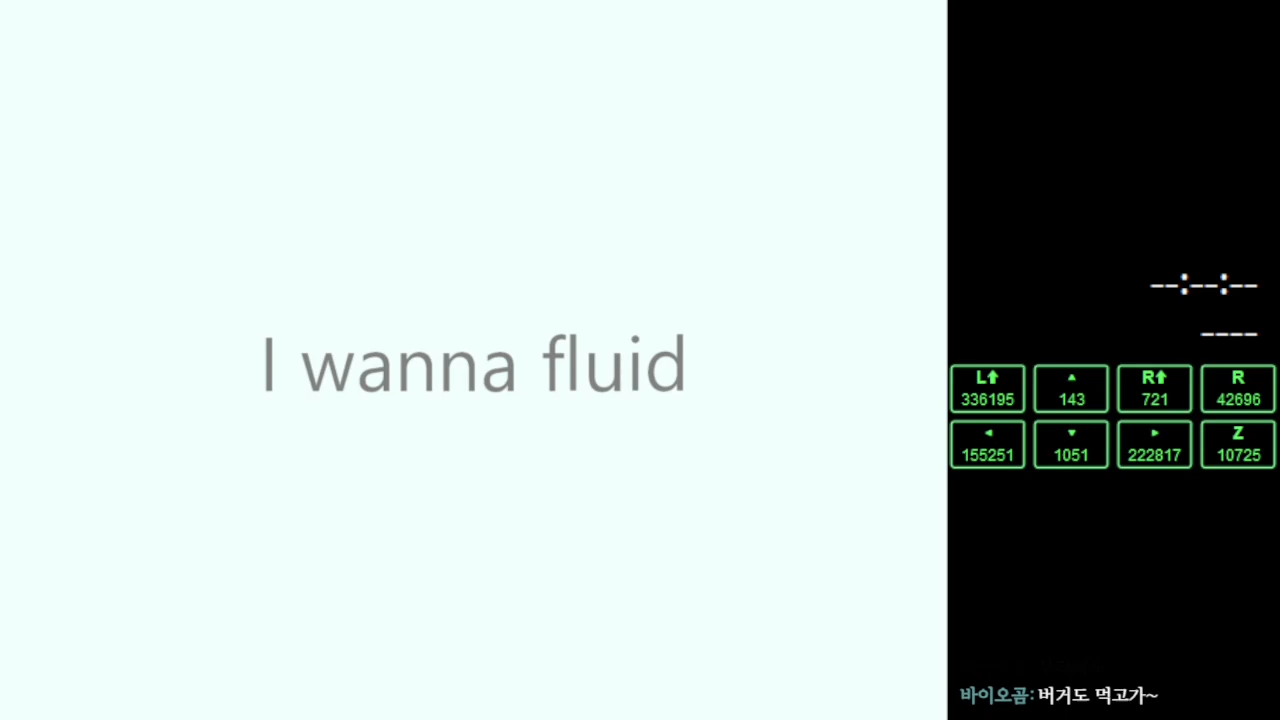 I wanna fluid
--:--:--
----
L⬆ ▲ R⬆ R
336195 143 721 42696
◄ ▼ ► Z
155251 1051 222817 10725
바이오곰: 버거도 먹고가~